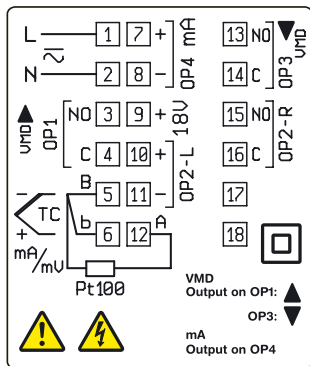 L 1 7 + mA
N 2 8 - OP4
13 NO VMD
14 C OP3
VMD OP1 NO 3 9 + 18V
C 4 10 + OP2-L
15 NO OP2-R
16 C
- B 5 11 -
TC
17
+ b 6 12 A
18
mA/mV
Pt100
VMD
Output on OP1:
OP3:
mA
Output on OP4